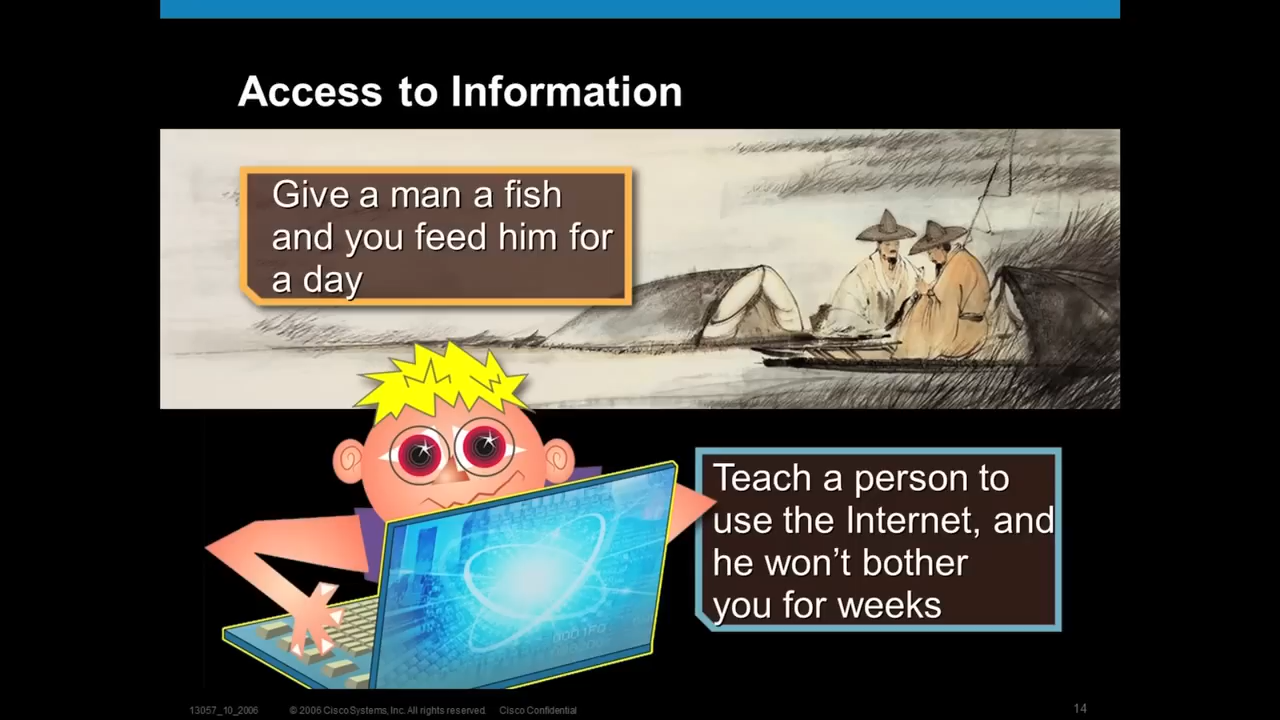 Access to Information
Give a man a fish
and you feed him for
a day
Teach a person to
use the Internet, and
he won't bother
you for weeks
13057_10_2006 © 2006 Cisco Systems, Inc. All rights reserved. Cisco Confidential 14